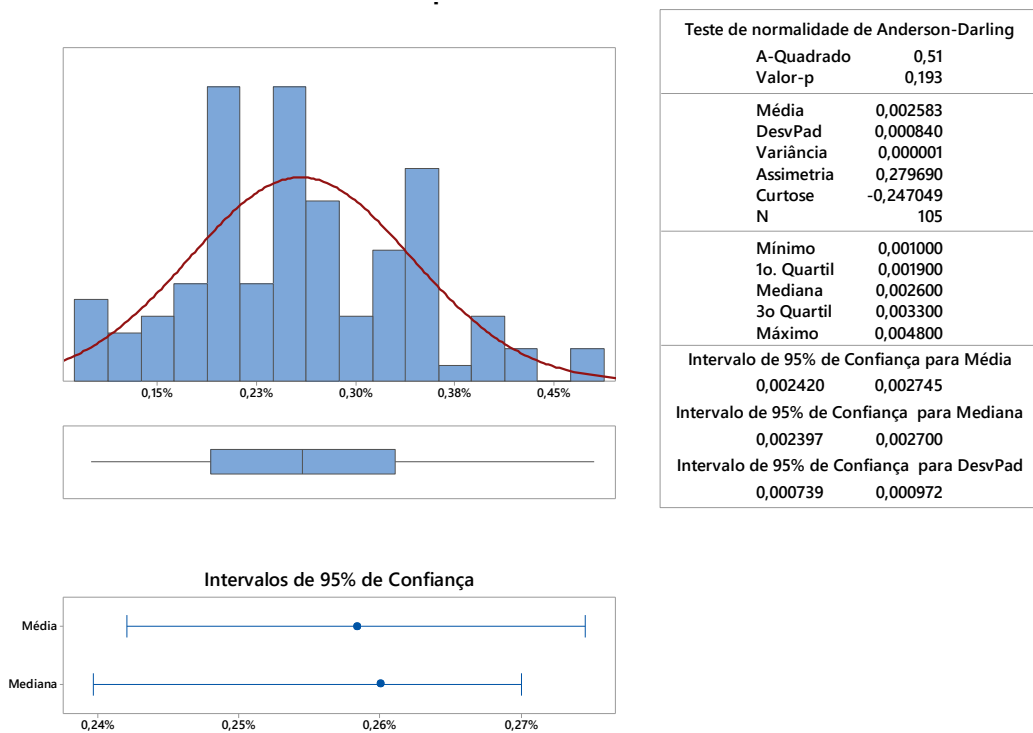 0,15% 0,23% 0,30% 0,38% 0,45%
Teste de normalidade de Anderson-Darling
A-Quadrado 0,51
Valor-p 0,193
Média 0,002583
DesvPad 0,000840
Variância 0,000001
Assimetria 0,279690
Curtose -0,247049
N 105
Mínimo 0,001000
1o. Quartil 0,001900
Mediana 0,002600
3o Quartil 0,003300
Máximo 0,004800
Intervalo de 95% de Confiança para Média
0,002420 0,002745
Intervalo de 95% de Confiança para Mediana
0,002397 0,002700
Intervalo de 95% de Confiança para DesvPad
0,000739 0,000972
Intervalos de 95% de Confiança
Média
Mediana
0,24% 0,25% 0,26% 0,27%